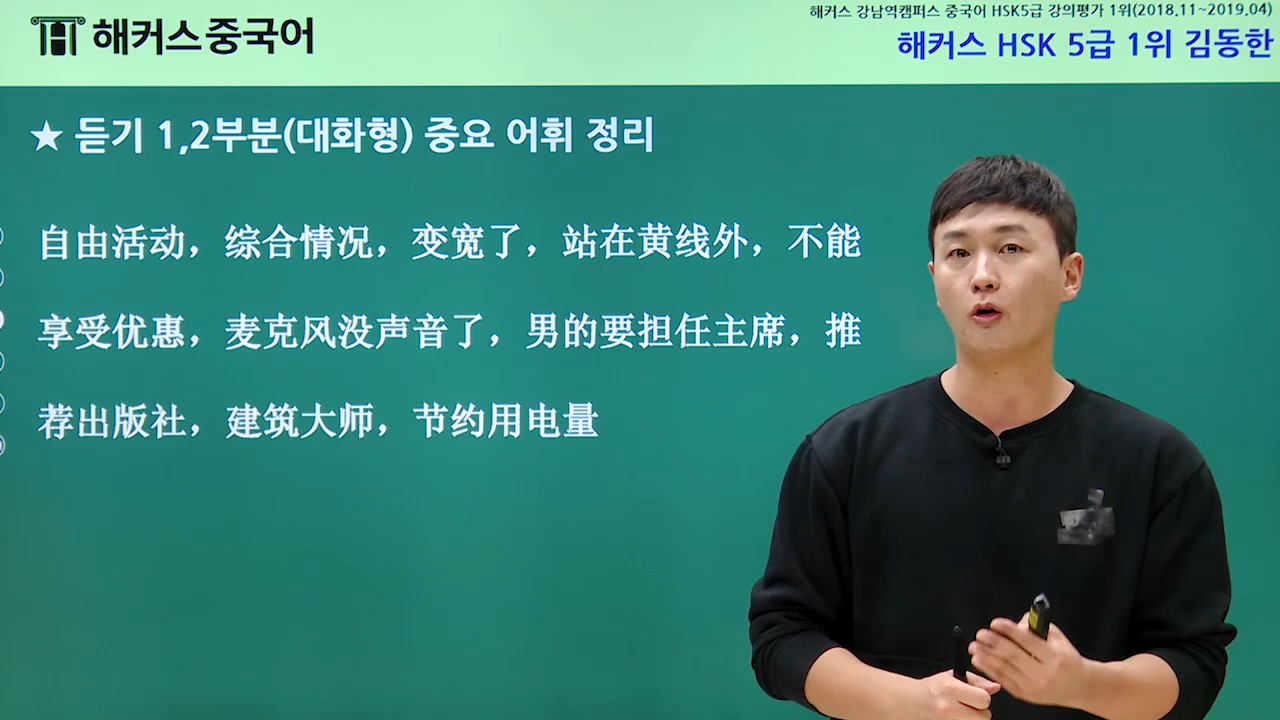 해커스중국어
해커스 강남역캠퍼스 중국어 HSK5급 강의평가 1위(2018.11~2019.04)
해커스 HSK 5급 1위 김동한
★ 듣기 1,2부분(대화형) 중요 어휘 정리
自由活动，综合情况，变宽了，站在黄线外，不能
享受优惠，麦克风没声音了，男的要担任主席，推
荐出版社，建筑大师，节约用电量